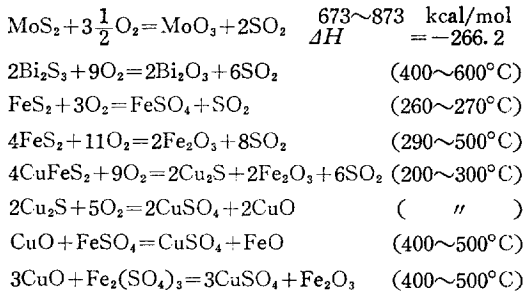 MoS₂+3½O₂=MoO₃+2SO₂ 673～873 kcal/mol
ΔH =−266.2
2Bi₂S₃+9O₂=2Bi₂O₃+6SO₂ (400～600°C)
FeS₂+3O₂=FeSO₄+SO₂ (260～270°C)
4FeS₂+11O₂=2Fe₂O₃+8SO₂ (290～500°C)
4CuFeS₂+9O₂=2Cu₂S+2Fe₂O₃+6SO₂ (200～300°C)
2Cu₂S+5O₂=2CuSO₄+2CuO ( 〃 )
CuO+FeSO₄=CuSO₄+FeO (400～500°C)
3CuO+Fe₂(SO₄)₃=3CuSO₄+Fe₂O₃ (400～500°C)